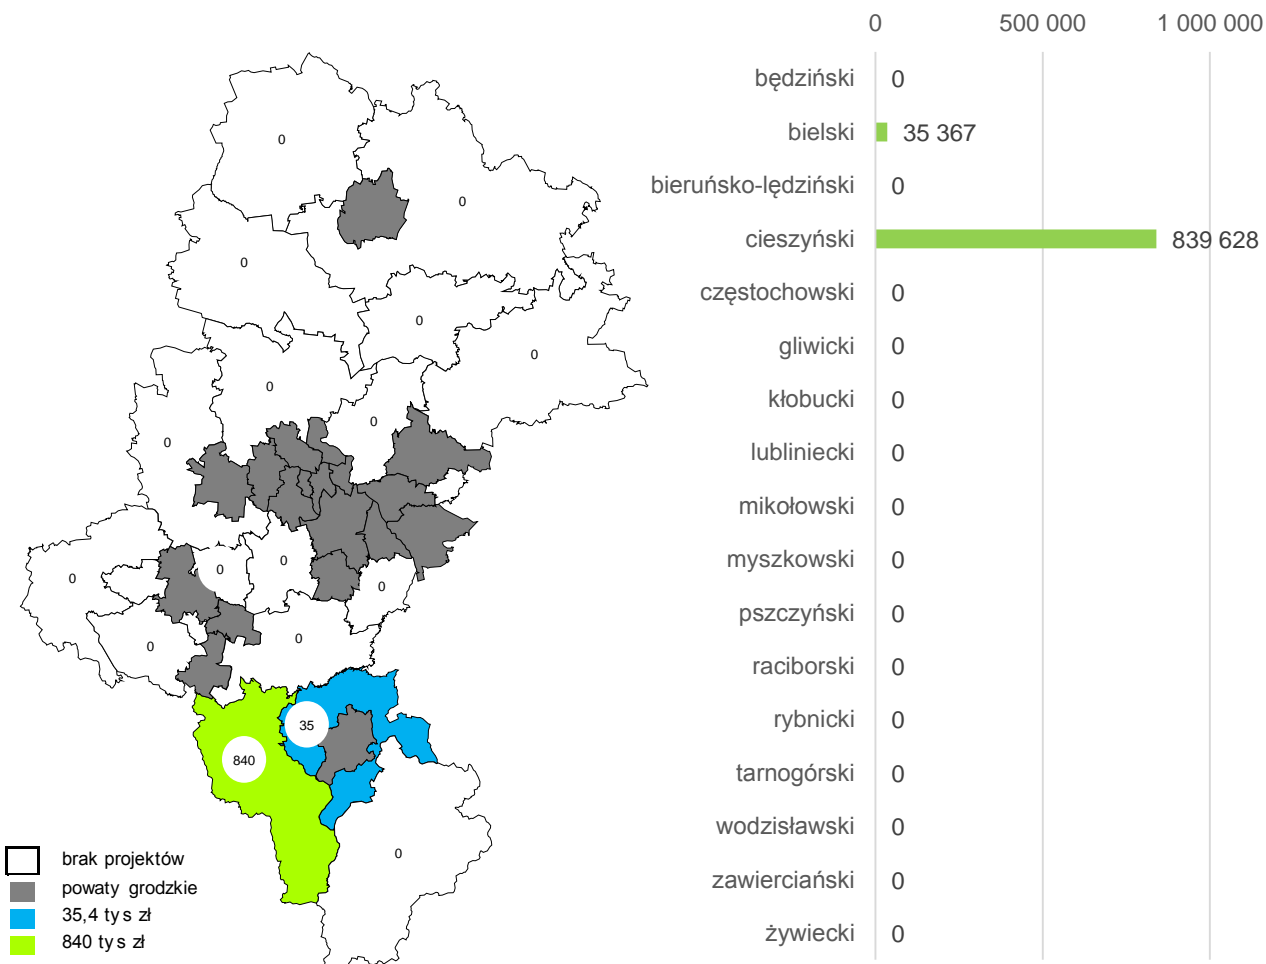 0 500 000 1 000 000
będziński 0
bielski 35 367
bieruńsko-lędziński 0
cieszyński 839 628
częstochowski 0
gliwicki 0
kłobucki 0
lubliniecki 0
mikołowski 0
myszkowski 0
pszczyński 0
raciborski 0
rybnicki 0
tarnogórski 0
wodzisławski 0
zawierciański 0
żywiecki 0
0
0
0
0
0
0
0
0
0
0
0
0
0
0
35
840
0
brak projektów
powaty grodzkie
35,4 tys zł
840 tys zł